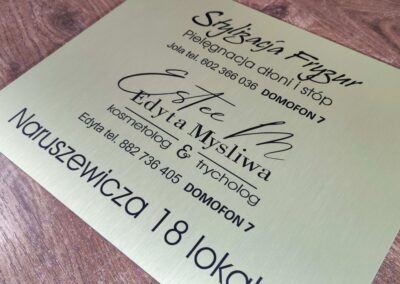 Stylizacja Fryzur
Pielęgnacja dłoni i stóp
Jola tel. 602 366 036 DOMOFON 7
Estee M
Edyta Myśliwa
kosmetolog & trycholog
Edyta tel. 882 736 405 DOMOFON 7
Naruszewicza 18 lokal